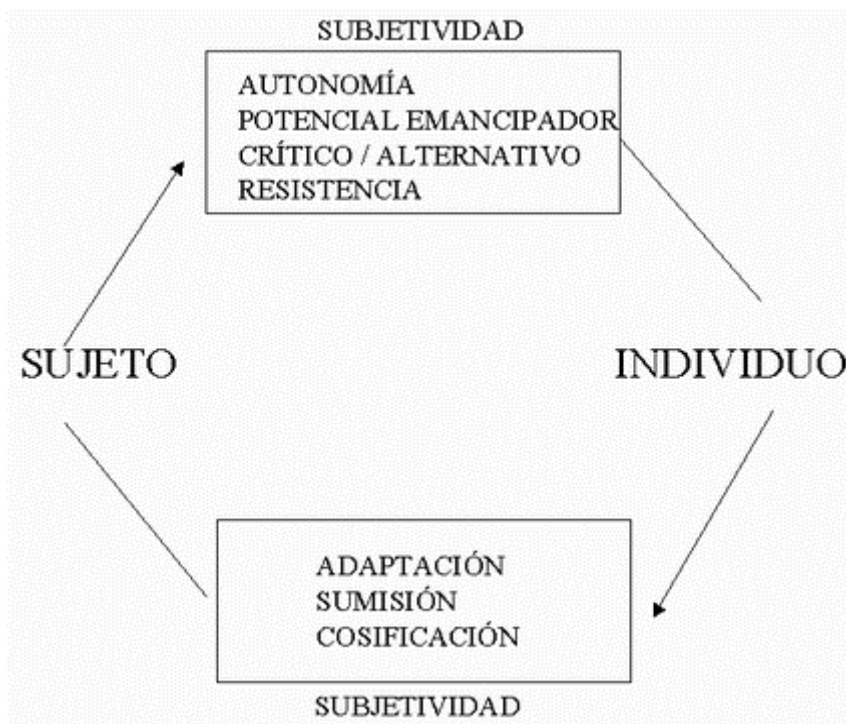 SUBJETIVIDAD
AUTONOMÍA
POTENCIAL EMANCIPADOR
CRÍTICO / ALTERNATIVO
RESISTENCIA
SUJETO
INDIVIDUO
ADAPTACIÓN
SUMISIÓN
COSIFICACIÓN
SUBJETIVIDAD